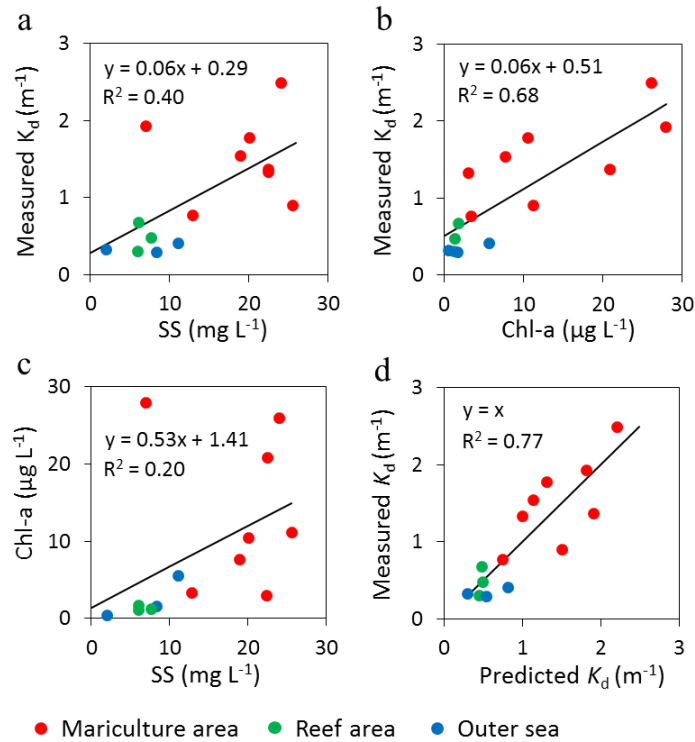 a
3
2
1
0
0
10
20
30
y = 0.06x + 0.29
R² = 0.40
Measured Kd (m⁻¹)
SS (mg L⁻¹)
b
3
2
1
0
0
10
20
30
y = 0.06x + 0.51
R² = 0.68
Measured Kd (m⁻¹)
Chl-a (µg L⁻¹)
c
30
20
10
0
0
10
20
30
y = 0.53x + 1.41
R² = 0.20
Chl-a (µg L⁻¹)
SS (mg L⁻¹)
d
3
2
1
0
0
1
2
3
y = x
R² = 0.77
Measured Kd (m⁻¹)
Predicted Kd (m⁻¹)
Mariculture area
Reef area
Outer sea